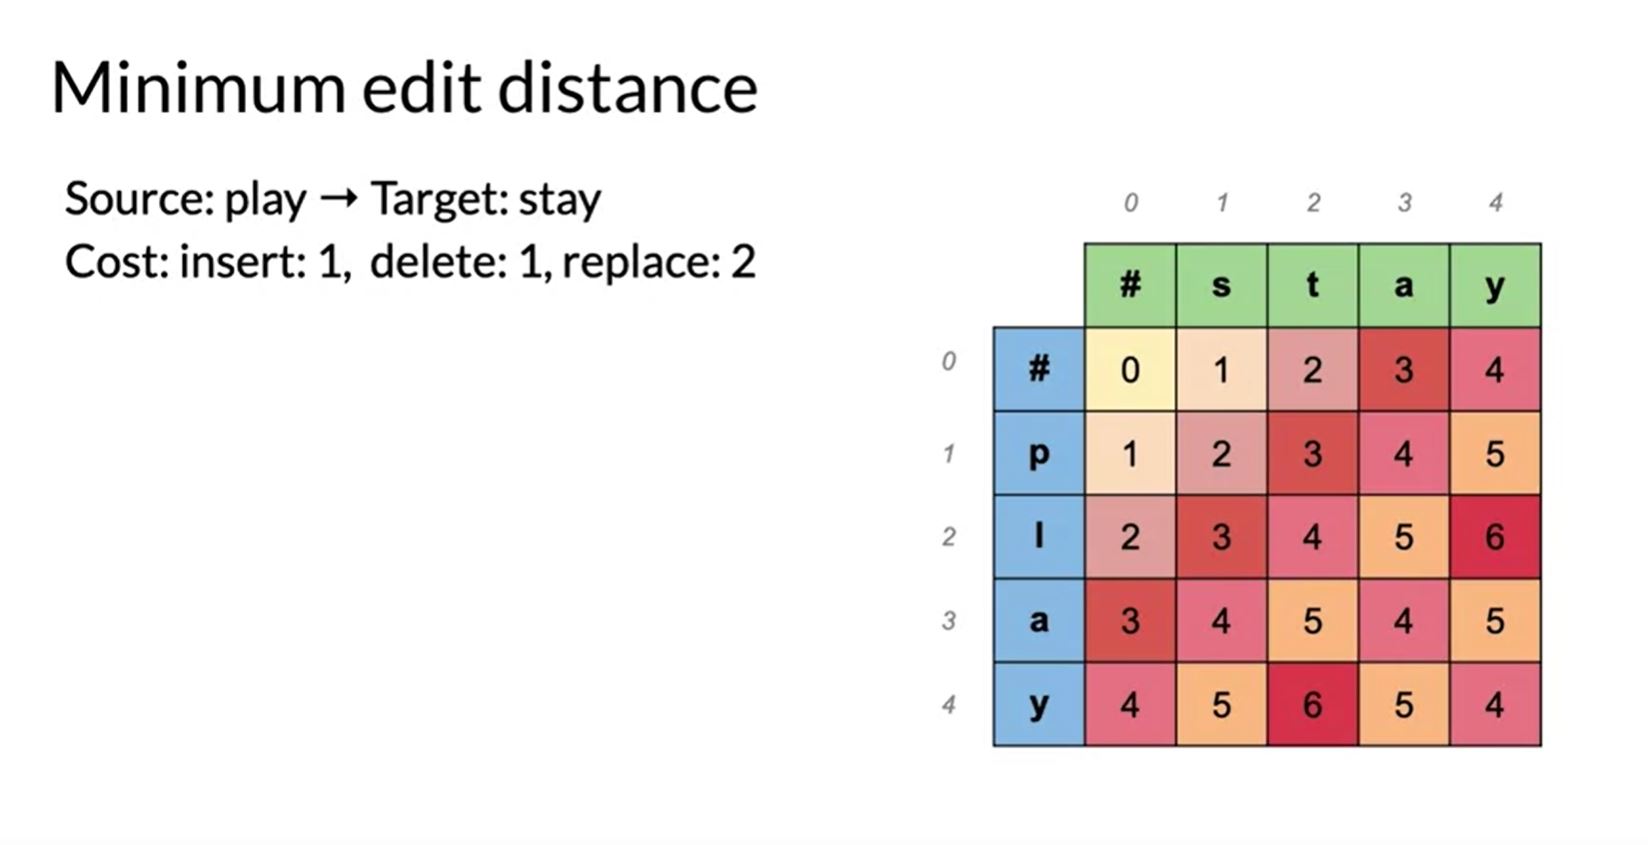 Minimum edit distance
Source: play → Target: stay
Cost: insert: 1, delete: 1, replace: 2
0 1 2 3 4
# s t a y
0 # 0 1 2 3 4
1 p 1 2 3 4 5
2 l 2 3 4 5 6
3 a 3 4 5 4 5
4 y 4 5 6 5 4